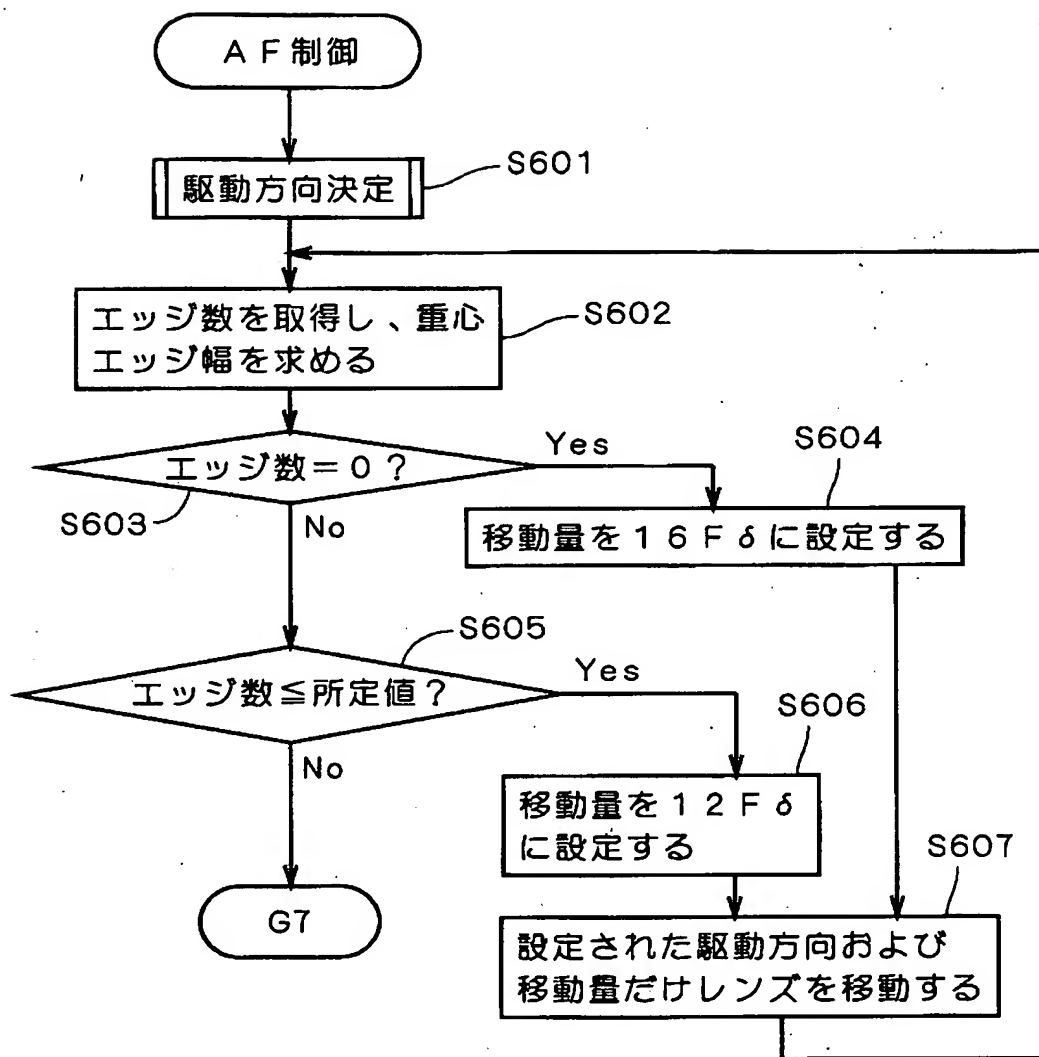 AF制御
駆動方向決定
S601
エッジ数を取得し、重心
エッジ幅を求める
S602
エッジ数=0?
S603
Yes
No
S604
移動量を16Fδに設定する
S605
エッジ数≦所定値?
Yes
No
S606
移動量を12Fδ
に設定する
G7
S607
設定された駆動方向および
移動量だけレンズを移動する